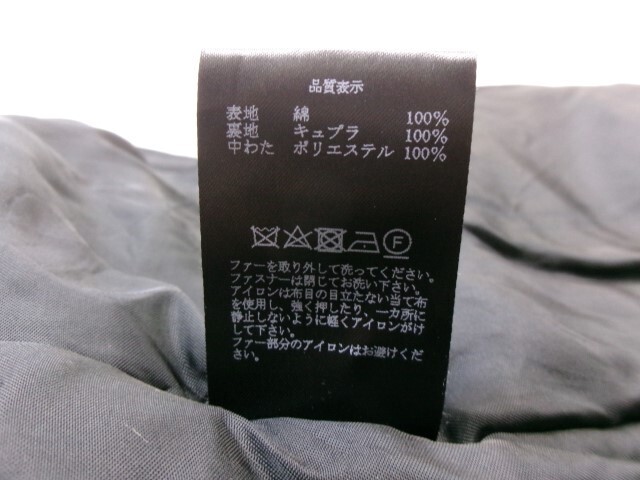 品質表示
表地 綿 100%
裏地 キュプラ 100%
中わた ポリエステル 100%
F
ファーを取り外して洗ってください。
ファスナーは閉じてお洗い下さい。
アイロンは布目の目立たない当て布
を使用し、強く押したり、一カ所に
静止しないように軽くアイロンがけ
して下さい。
ファー部分のアイロンはお避けくだ
さい。